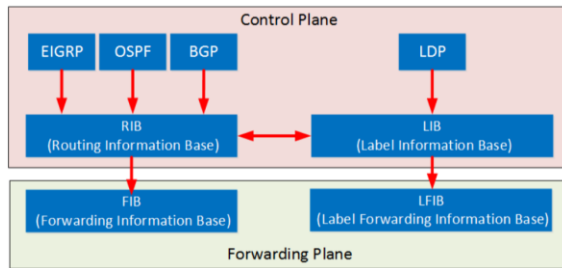 Control Plane
EIGRP
OSPF
BGP
LDP
RIB
(Routing Information Base)
LIB
(Label Information Base)
FIB
(Forwarding Information Base)
LFIB
(Label Forwarding Information Base)
Forwarding Plane